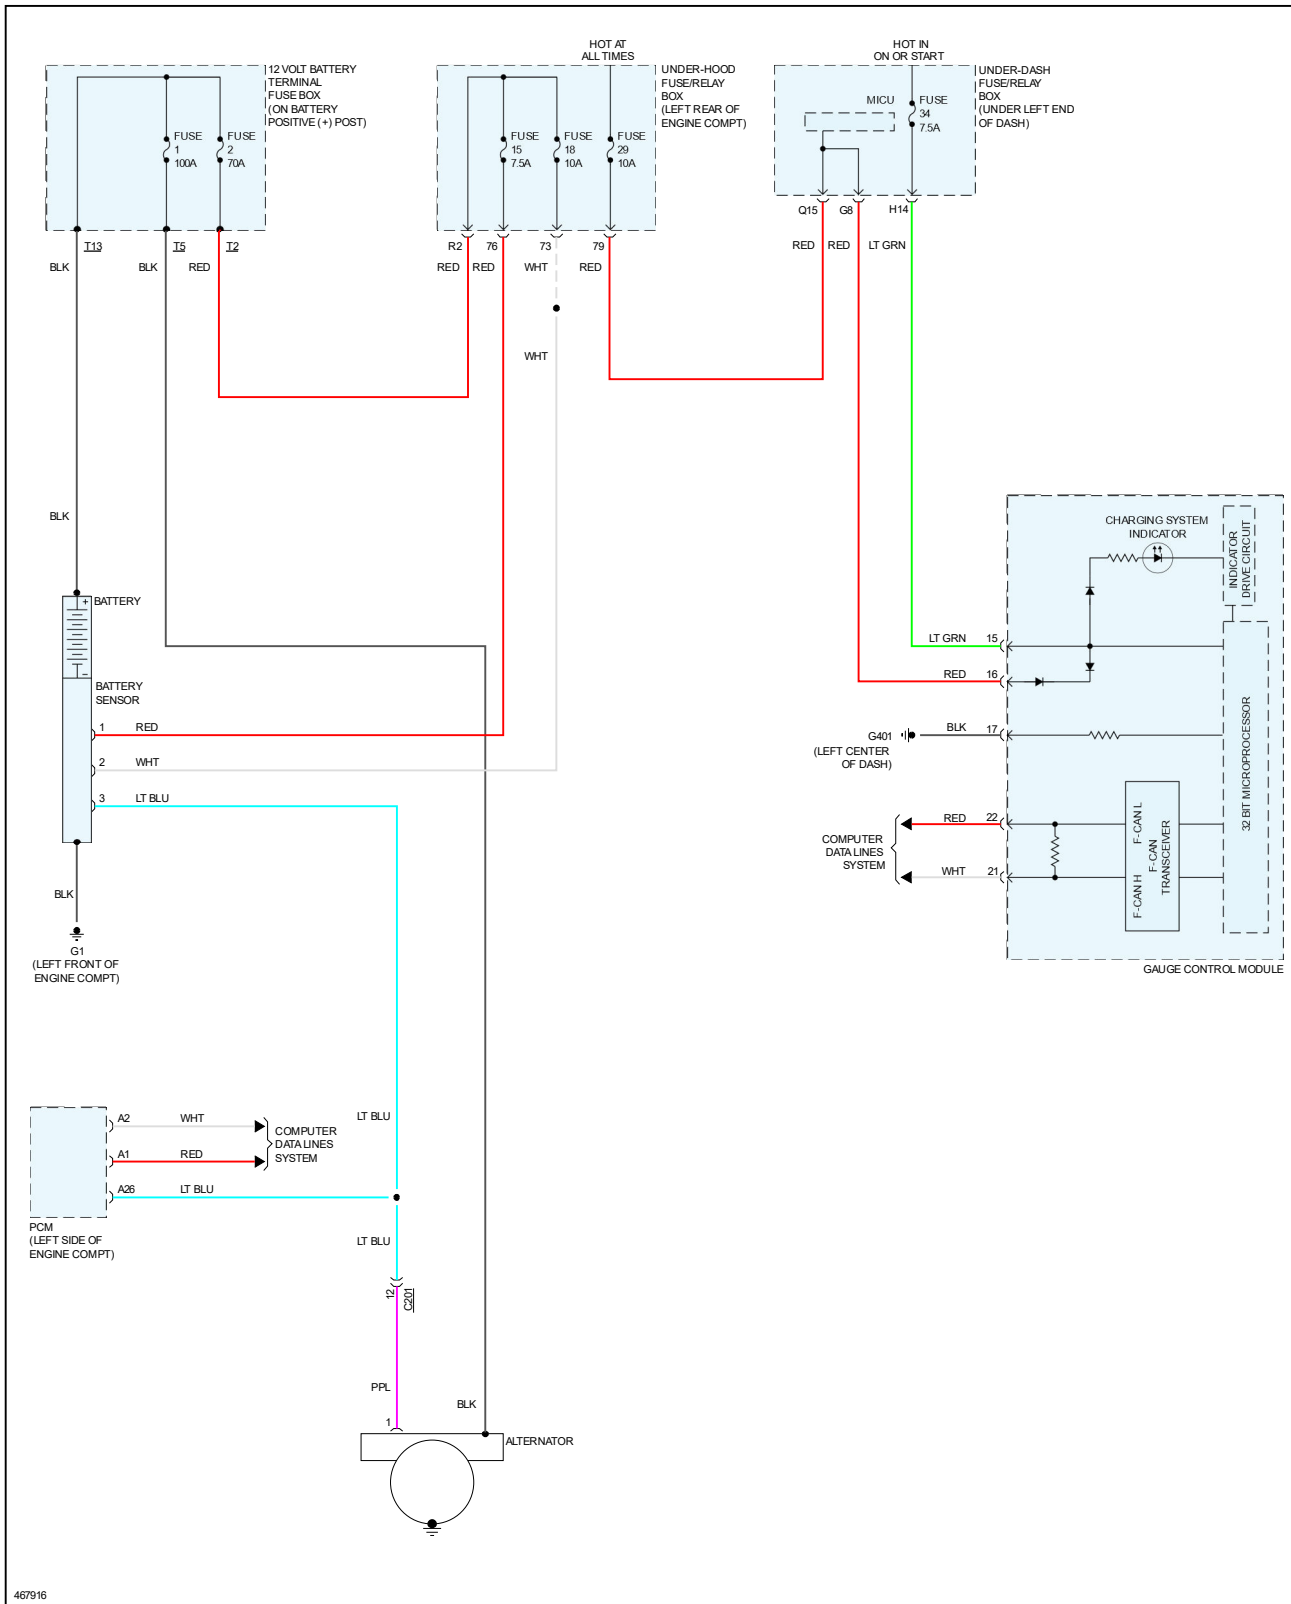 12 VOLT BATTERY
TERMINAL
FUSE BOX
(ON BATTERY
POSITIVE (+) POST)
FUSE
1
100A
FUSE
2
70A
T13
T5
T2
BLK
BLK
RED
HOT AT
ALL TIMES
UNDER-HOOD
FUSE/RELAY
BOX
(LEFT REAR OF
ENGINE COMPT)
FUSE
15
7.5A
FUSE
18
10A
FUSE
29
10A
R2
76
73
79
RED
RED
WHT
RED
WHT
HOT IN
ON OR START
UNDER-DASH
FUSE/RELAY
BOX
(UNDER LEFT END
OF DASH)
MICU
FUSE
34
7.5A
Q15
G8
H14
RED
RED
LT GRN
BLK
+
BATTERY
–
BATTERY
SENSOR
1
RED
2
WHT
3
LT BLU
BLK
G1
(LEFT FRONT OF
ENGINE COMPT)
CHARGING SYSTEM
INDICATOR
INDICATOR
DRIVE CIRCUIT
LT GRN
15
RED
16
BLK
17
G401
(LEFT CENTER
OF DASH)
RED
22
WHT
21
COMPUTER
DATA LINES
SYSTEM
F-CAN L
F-CAN H
F-CAN
TRANSCEIVER
32 BIT MICROPROCESSOR
GAUGE CONTROL MODULE
A2
WHT
A1
RED
A26
LT BLU
COMPUTER
DATA LINES
SYSTEM
PCM
(LEFT SIDE OF
ENGINE COMPT)
LT BLU
LT BLU
12
C201
PPL
BLK
1
ALTERNATOR
467916